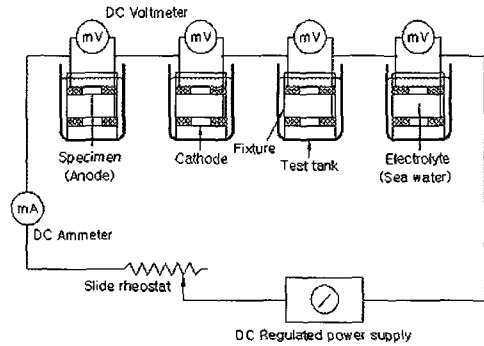 DC Voltmeter
mV mV mV mV
Specimen
(Anode)
Cathode
Fixture
Test tank
Electrolyte
(Sea water)
mA
DC Ammeter
Slide rheostat
DC Regulated power supply